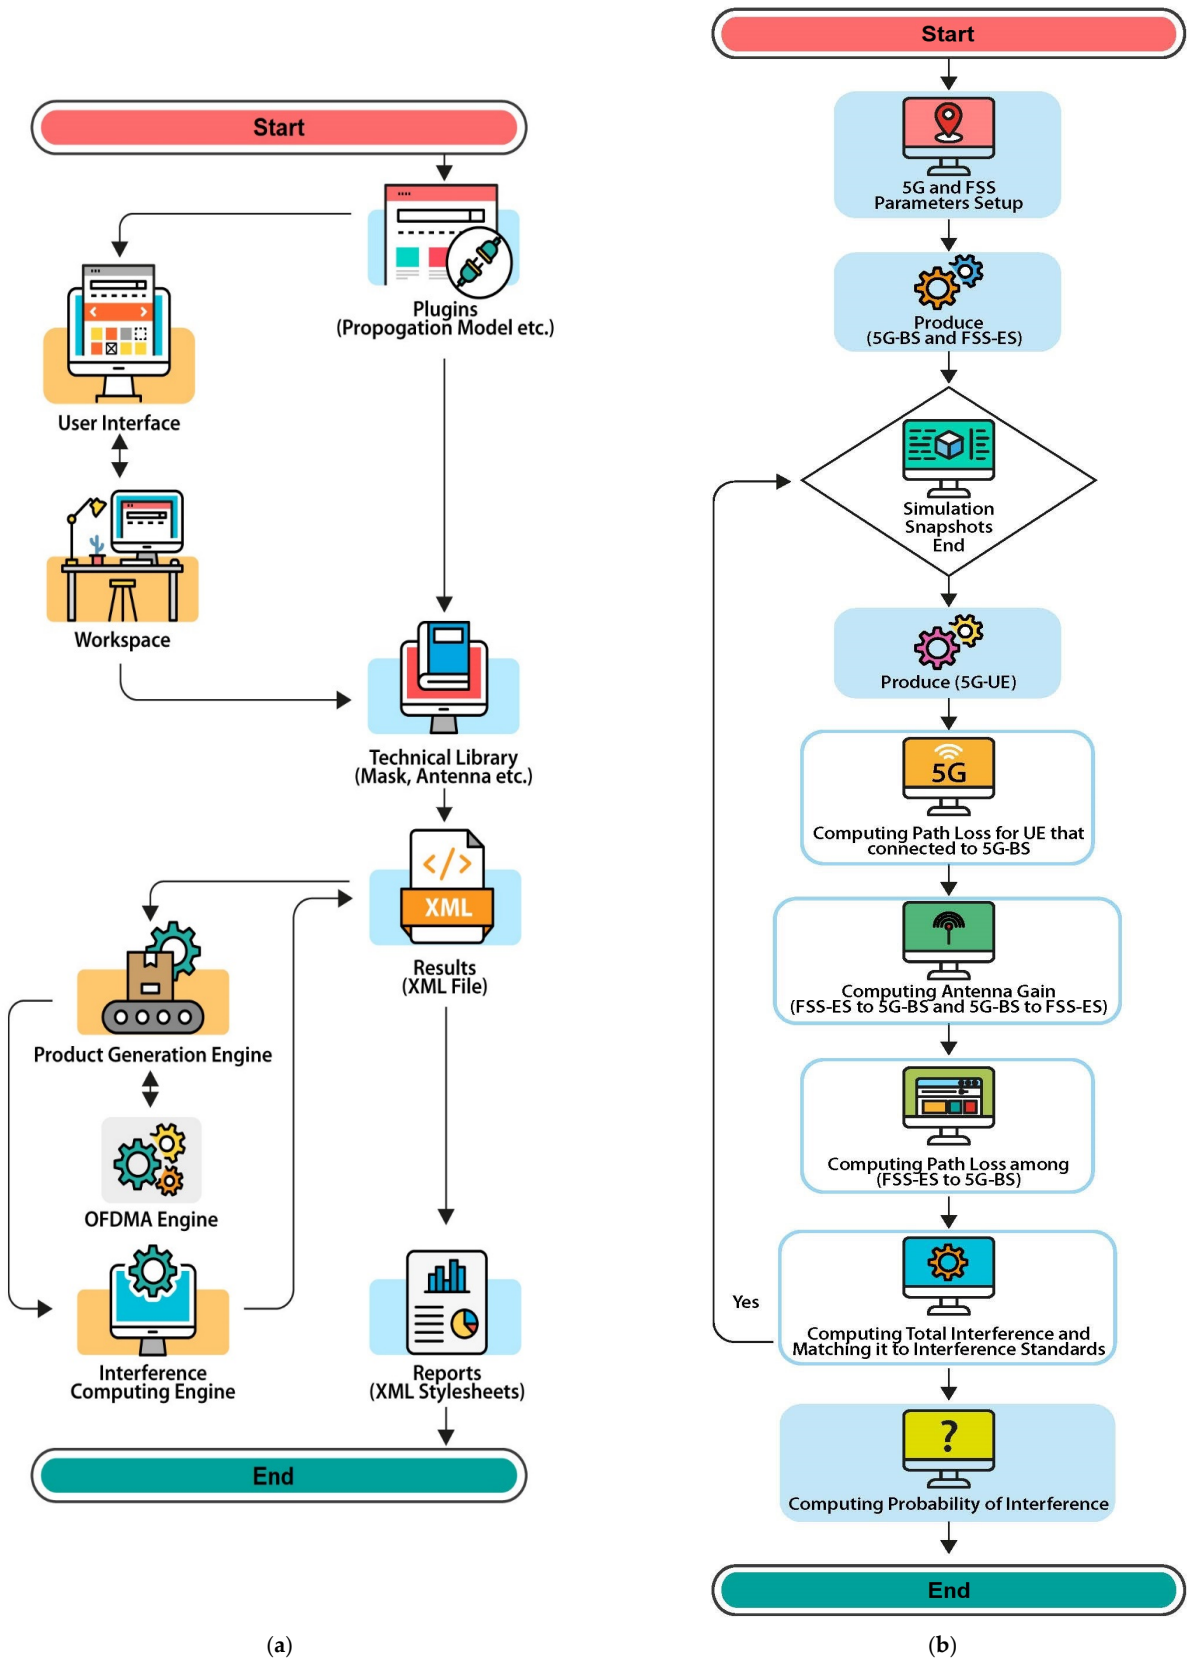 Start
Plugins
(Propogation Model etc.)
User Interface
Workspace
Technical Library
(Mask, Antenna etc.)
XML
Results
(XML File)
Product Generation Engine
OFDMA Engine
Interference
Computing Engine
Reports
(XML Stylesheets)
End
(a)
Start
5G and FSS
Parameters Setup
Produce
(5G-BS and FSS-ES)
Simulation
Snapshots
End
Produce (5G-UE)
5G
Computing Path Loss for UE that
connected to 5G-BS
Computing Antenna Gain
(FSS-ES to 5G-BS and 5G-BS to FSS-ES)
Computing Path Loss among
(FSS-ES to 5G-BS)
Yes
Computing Total Interference and
Matching it to Interference Standards
?
Computing Probability of Interference
End
(b)